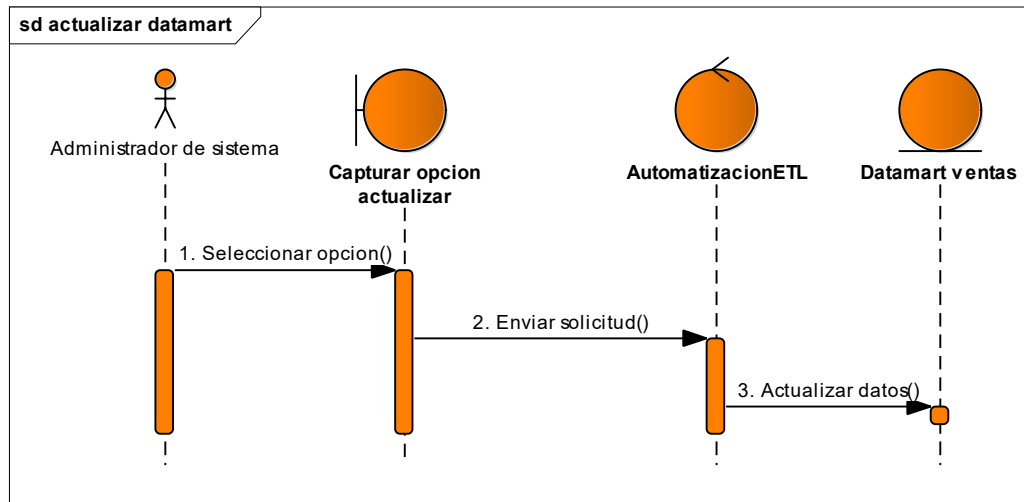 sd actualizar datamart
Administrador de sistema
Capturar opcion
actualizar
AutomatizacionETL
Datamart ventas
1. Seleccionar opcion()
2. Enviar solicitud()
3. Actualizar datos()